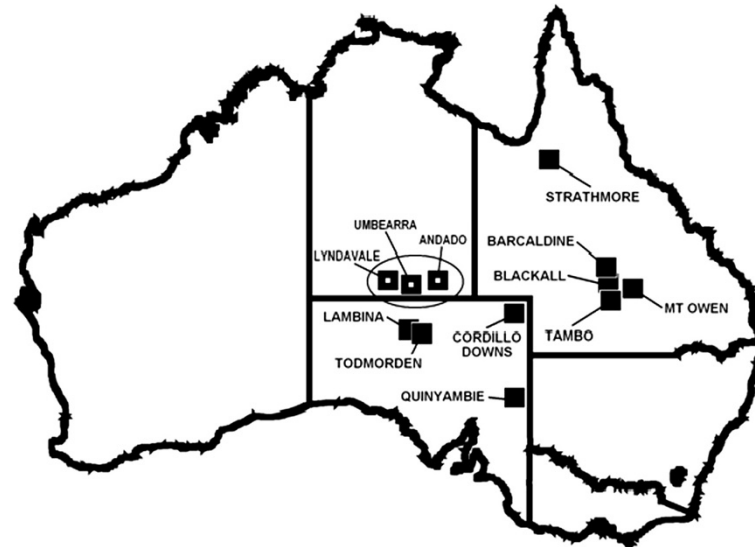 STRATHMORE
UMBEARRA
ANDADO
BARCALDINE
LYNDAVALE
BLACKALL
MT OWEN
LAMBINA
CORDILLO
DOWNS
TAMBO
TODMORDEN
QUINYAMBIE